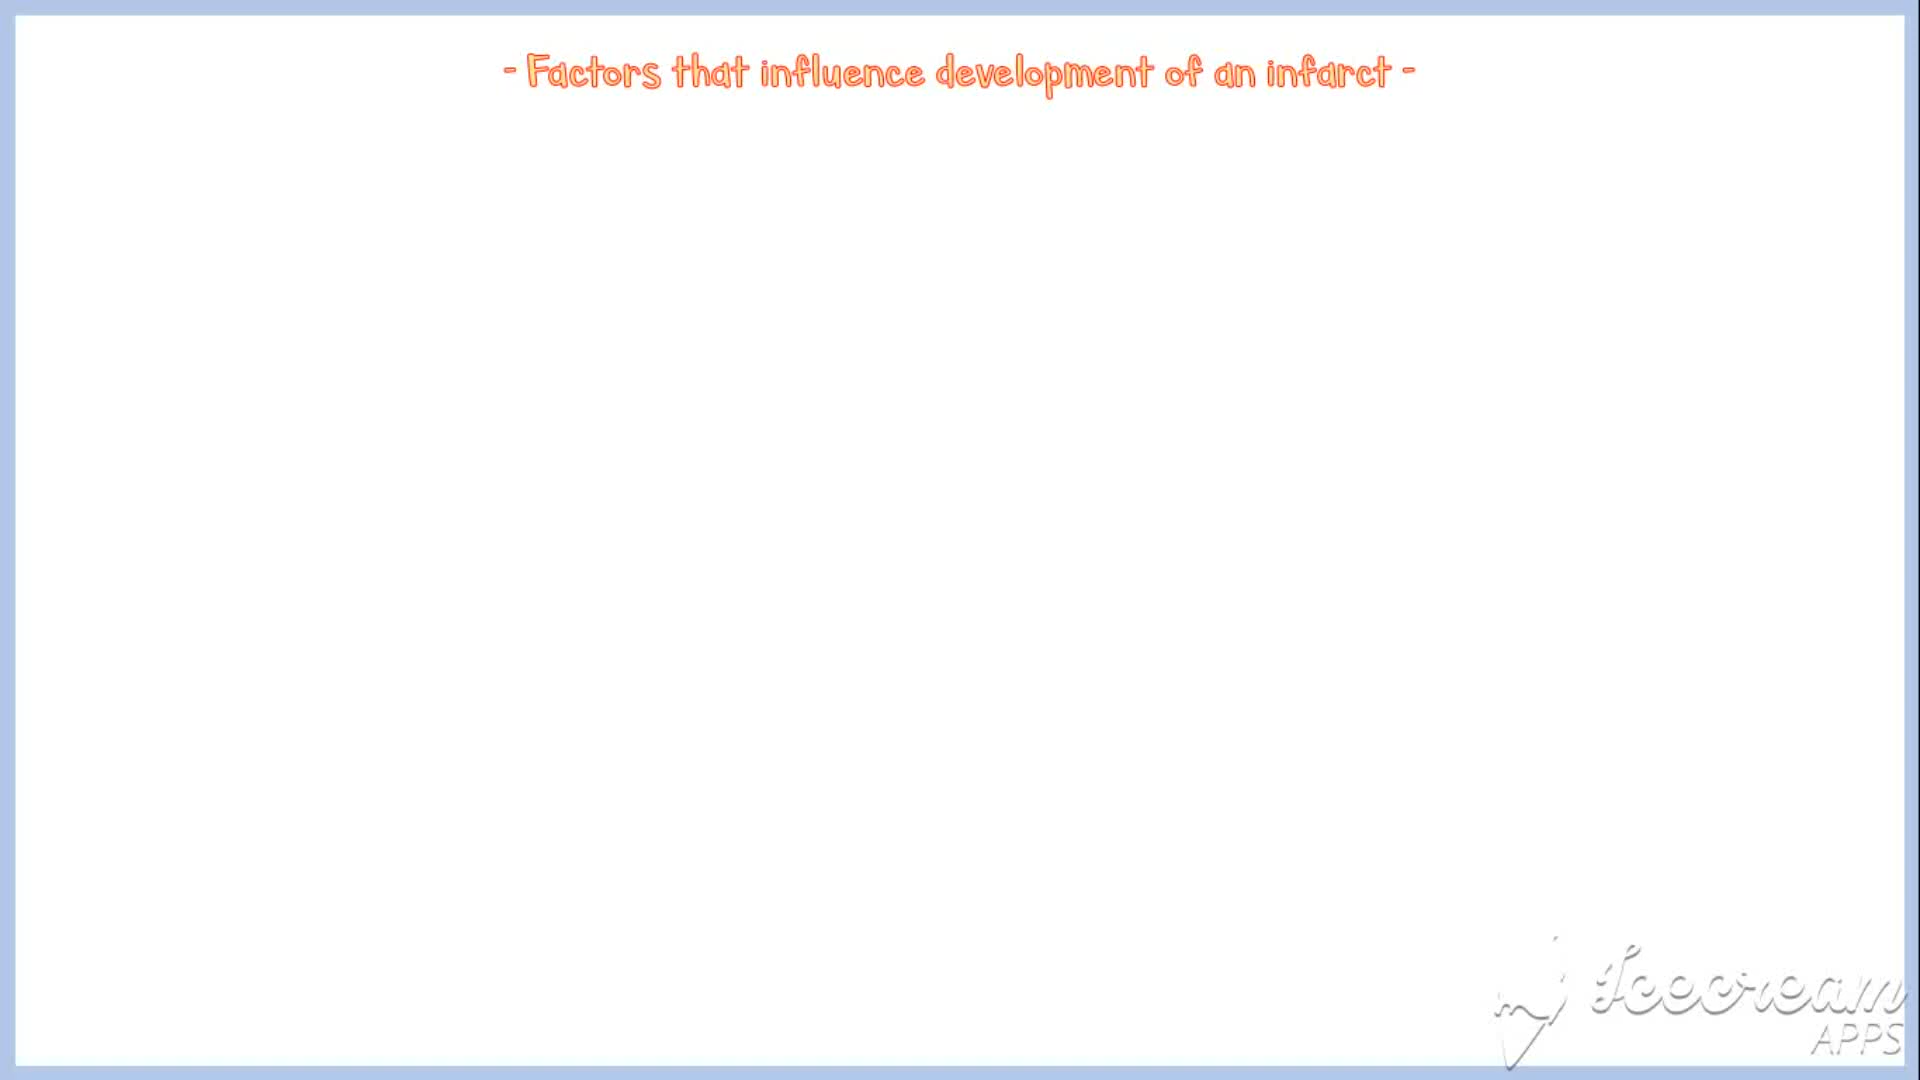 - Factors that influence development of an infarct -
Icecream
APPS